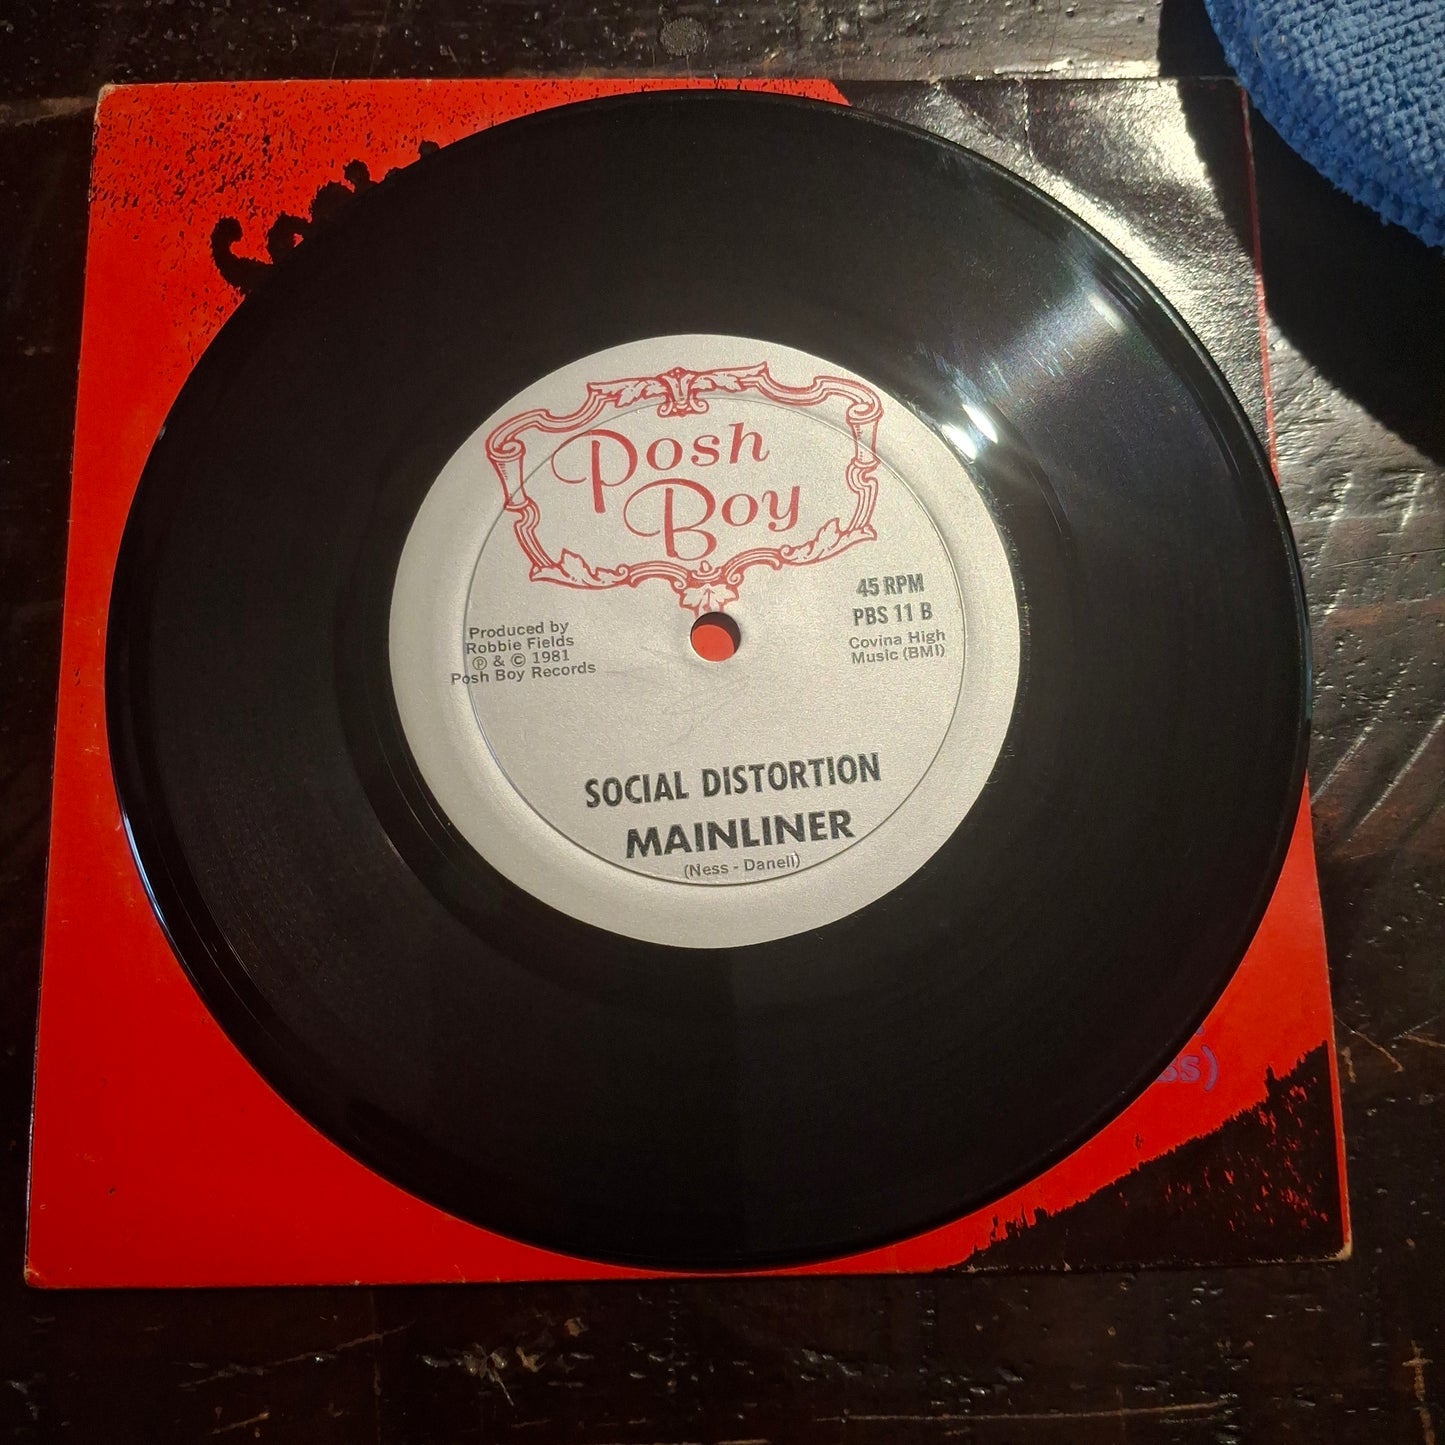 Posh
Boy
45 RPM
PBS 11 B
Covina High
Music (BMI)
Produced by
Robbie Fields
℗ & © 1981
Posh Boy Records
SOCIAL DISTORTION
MAINLINER
(Ness - Danell)